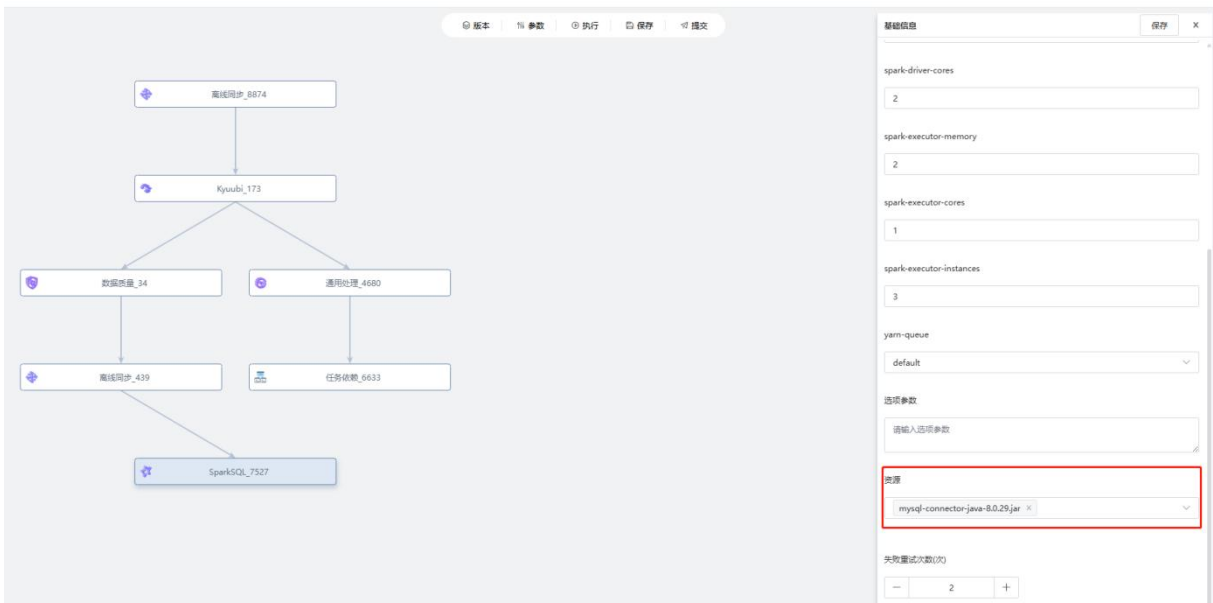 版本 参数 执行 保存 提交
基础信息 保存 x
离线同步_8874
Kyuubi_173
数据质量_34 通用处理_4680
离线同步_439 任务依赖_6633
SparkSQL_7527
spark-driver-cores
2
spark-executor-memory
2
spark-executor-cores
1
spark-executor-instances
3
yarn-queue
default
选项参数
请输入选项参数
资源
mysql-connector-java-8.0.29.jar ×
失败重试次数(次)
− 2 +